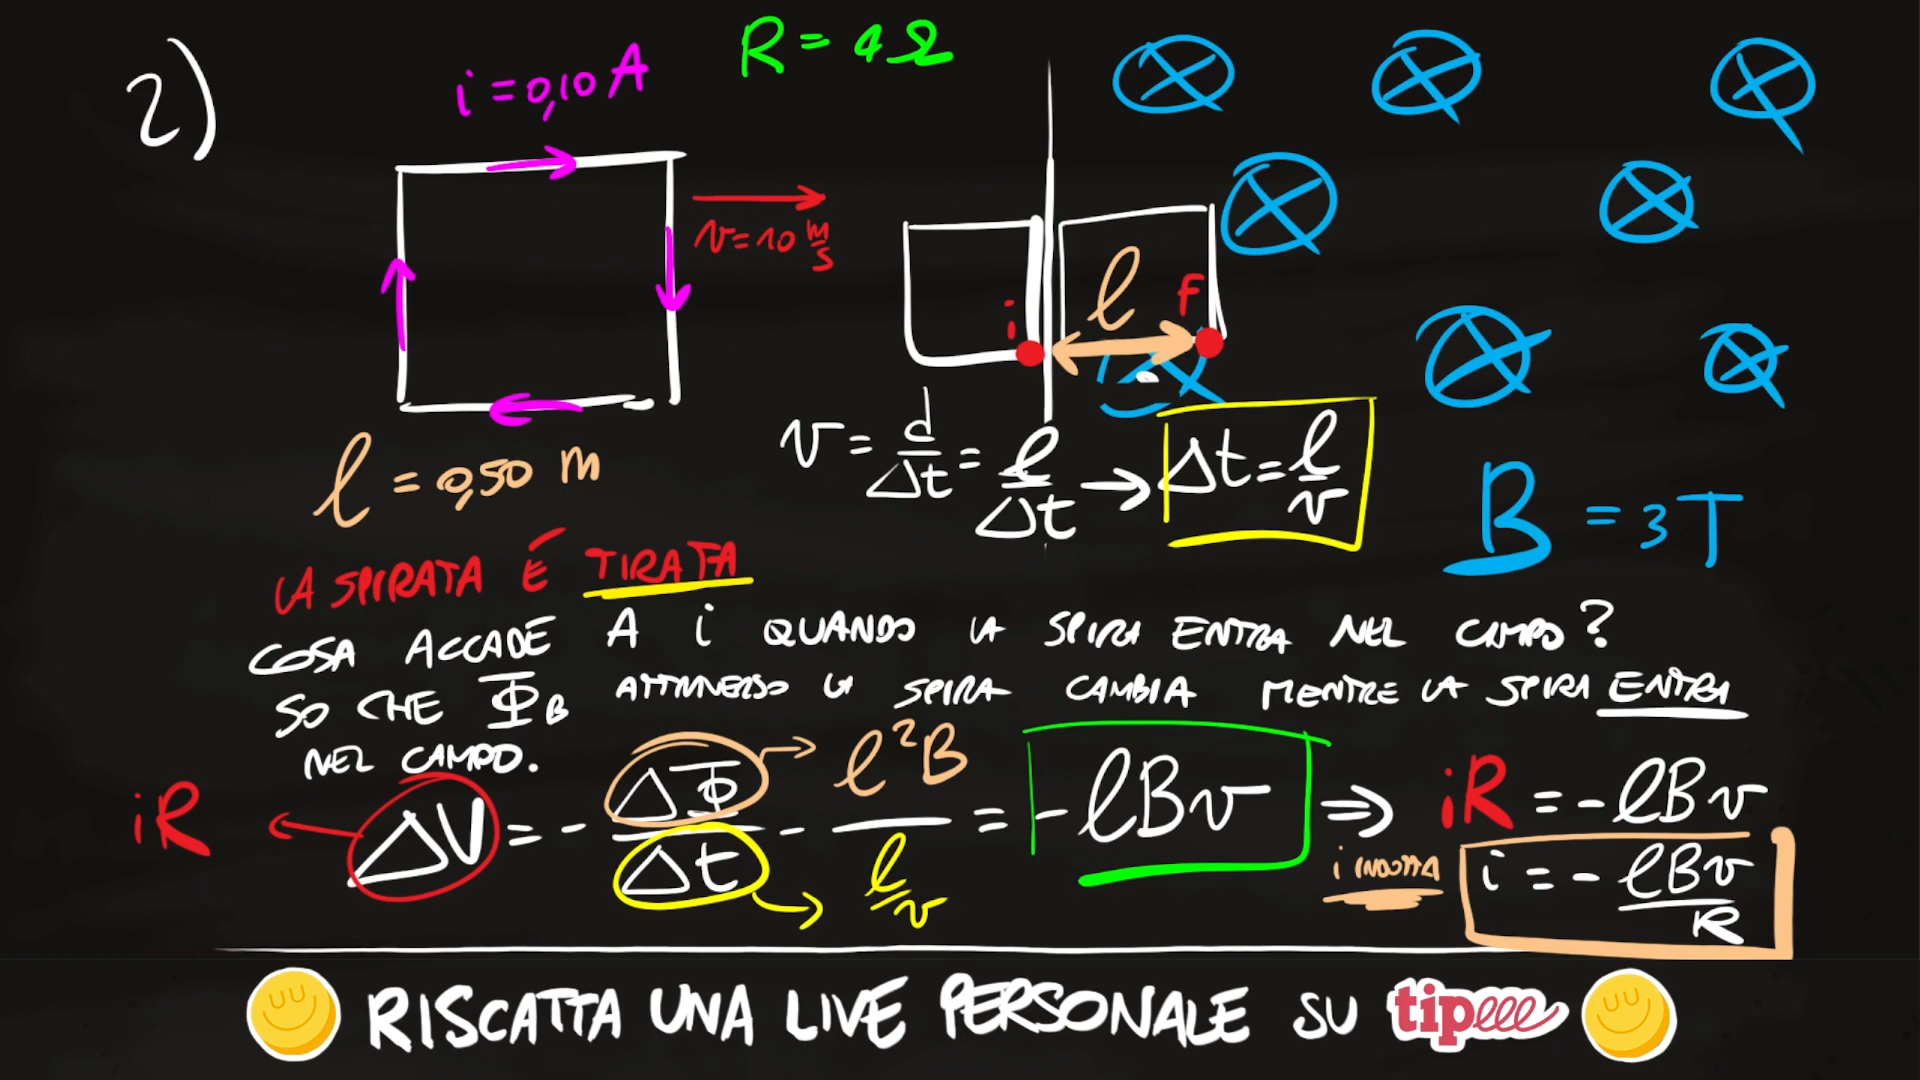 2)
i = 0,10 A
R = 4 Ω
v = 10 m/s
l
i
F
l = 0,50 m
v = d/Δt = l/Δt → Δt = l/v
B = 3T
LA SPIRATA É TIRATA
COSA ACCADE A i QUANDO LA SPIRA ENTRA NEL CAMPO?
SO CHE Φ_B ATTRAVERSO LA SPIRA CAMBIA MENTRE LA SPIRA ENTRA
NEL CAMPO.
iR ← ΔV = - ΔΦ/Δt - l²B/(l/v) = -lBv ⇒ iR = -lBv
i INDOTTA i = - lBv/R
RISCATTA UNA LIVE PERSONALE SU tipeee